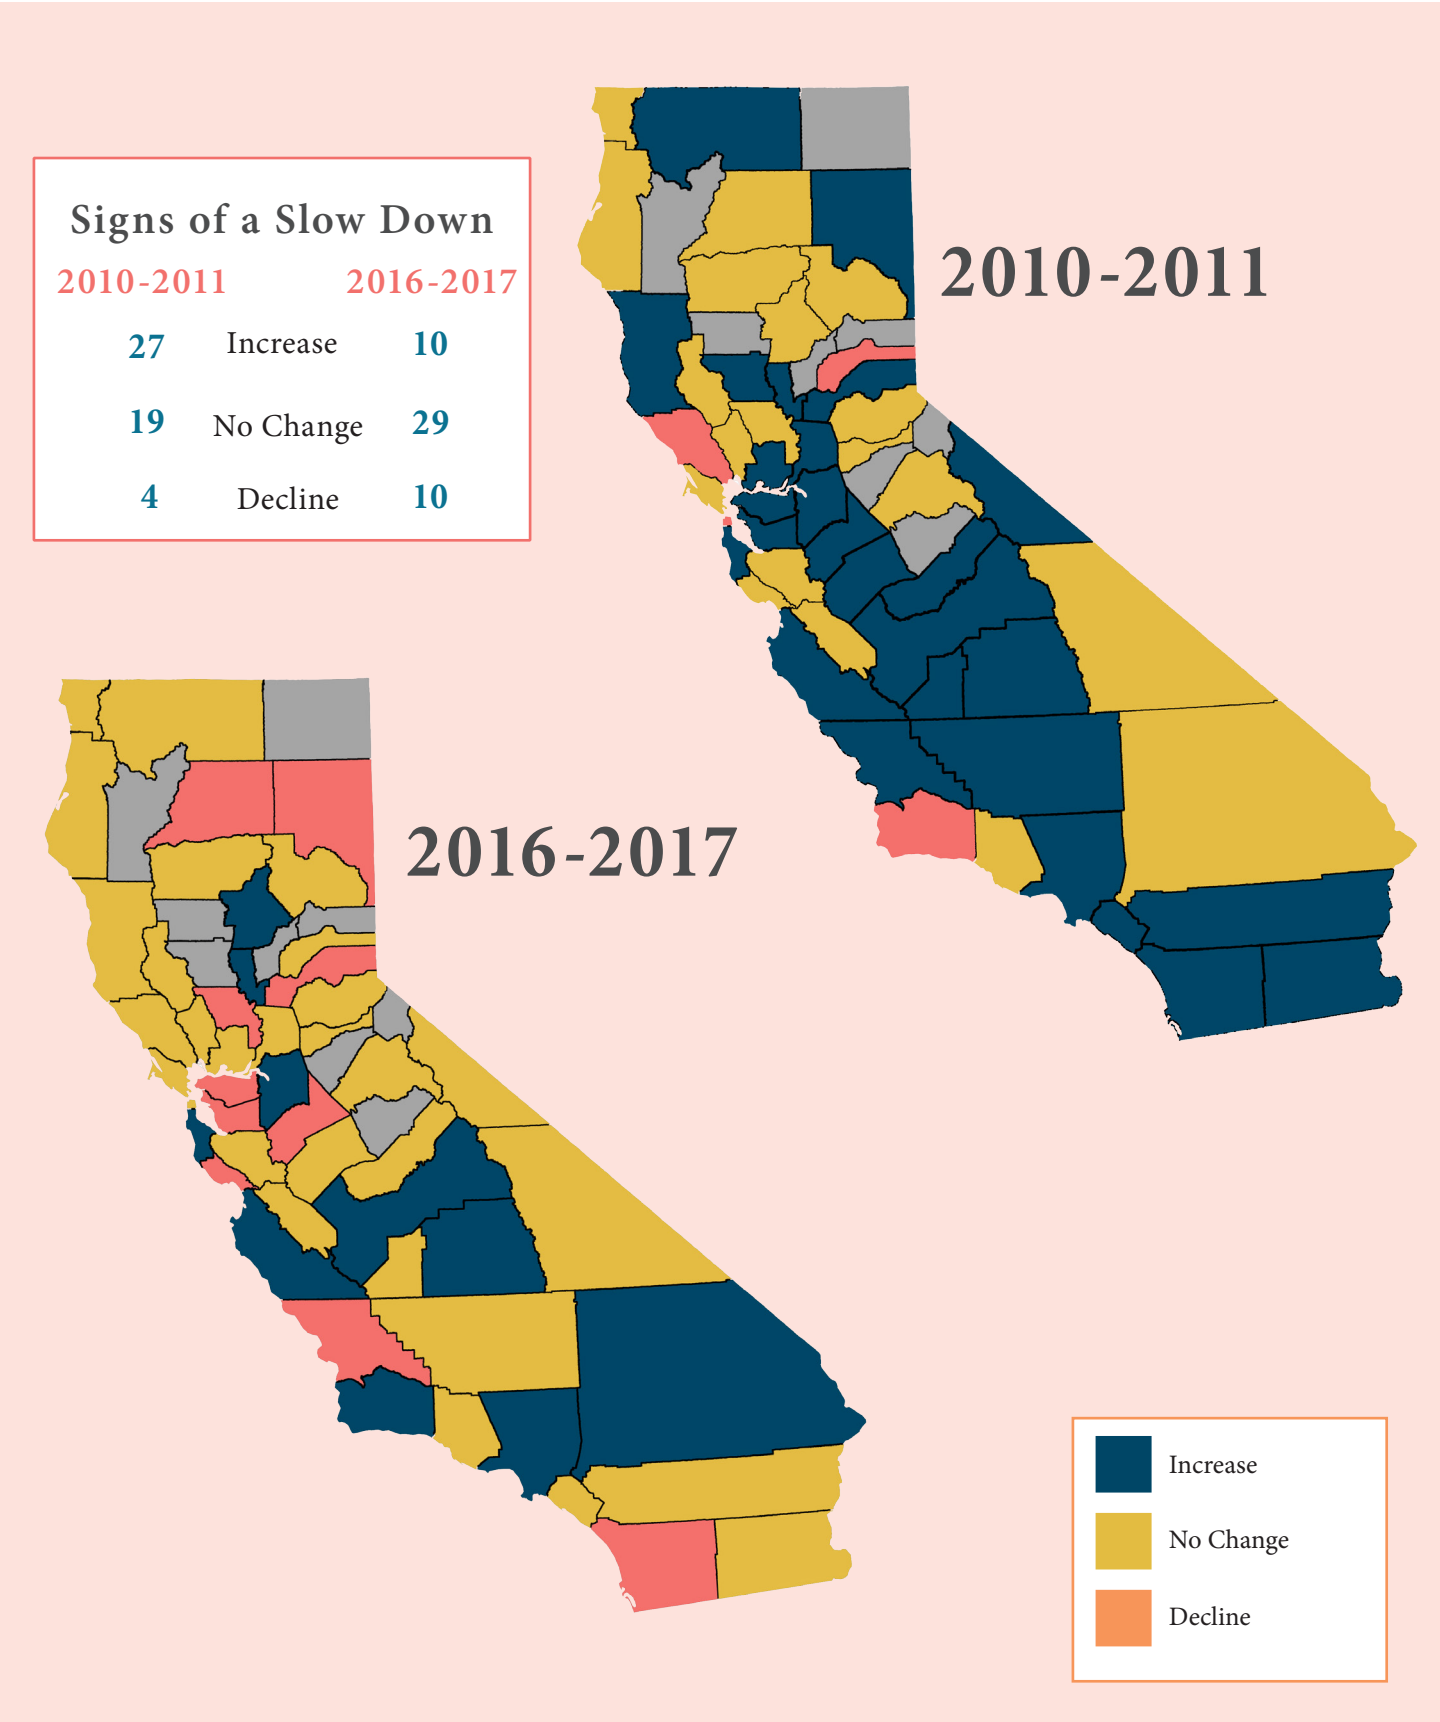 Signs of a Slow Down
2010-2011 2016-2017
27 Increase 10
19 No Change 29
4 Decline 10
2010-2011
2016-2017
Increase
No Change
Decline